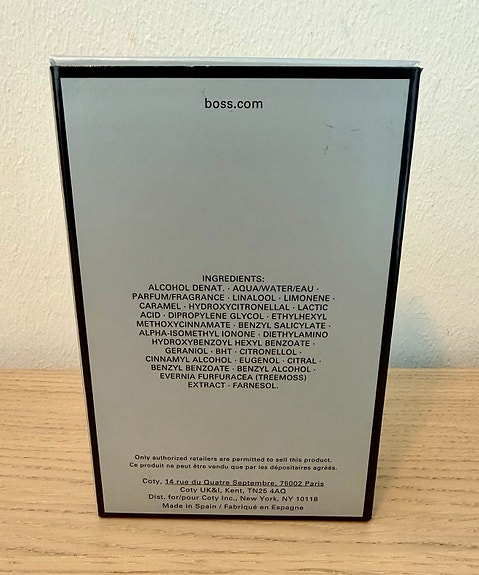 boss.com
INGREDIENTS:
ALCOHOL DENAT. · AQUA/WATER/EAU ·
PARFUM/FRAGRANCE · LINALOOL · LIMONENE ·
CARAMEL · HYDROXYCITRONELLAL · LACTIC
ACID · DIPROPYLENE GLYCOL · ETHYLHEXYL
METHOXYCINNAMATE · BENZYL SALICYLATE ·
ALPHA-ISOMETHYL IONONE · DIETHYLAMINO
HYDROXYBENZOYL HEXYL BENZOATE ·
GERANIOL · BHT · CITRONELLOL ·
CINNAMYL ALCOHOL · EUGENOL · CITRAL ·
BENZYL BENZOATE · BENZYL ALCOHOL ·
EVERNIA FURFURACEA (TREEMOSS)
EXTRACT · FARNESOL.
Only authorized retailers are permitted to sell this product.
Ce produit ne peut être vendu que par les dépositaires agréés.
Coty, 14 rue du Quatre Septembre, 75002 Paris
Coty UK&I, Kent, TN25 4AQ
Dist. for/pour Coty Inc., New York, NY 10118
Made in Spain / Fabriqué en Espagne